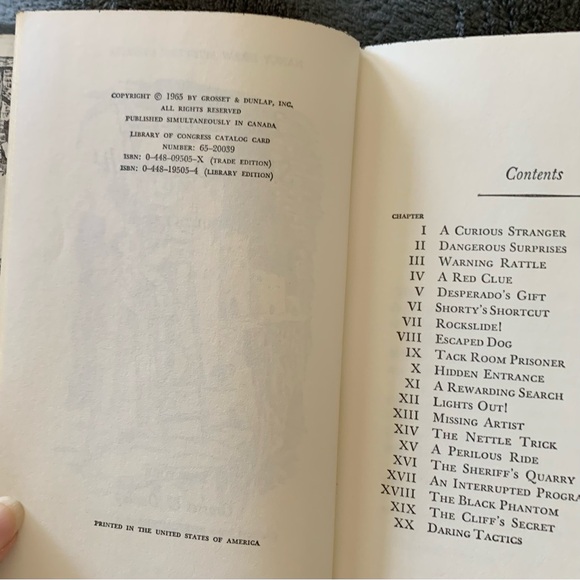 COPYRIGHT © 1965 BY GROSSET & DUNLAP, INC.
ALL RIGHTS RESERVED
PUBLISHED SIMULTANEOUSLY IN CANADA
LIBRARY OF CONGRESS CATALOG CARD
NUMBER: 65-20039
ISBN: 0-448-09505-X (TRADE EDITION)
ISBN: 0-448-19505-4 (LIBRARY EDITION)
PRINTED IN THE UNITED STATES OF AMERICA
Contents
CHAPTER
I A CURIOUS STRANGER
II DANGEROUS SURPRISES
III WARNING RATTLE
IV A RED CLUE
V DESPERADO'S GIFT
VI SHORTY'S SHORTCUT
VII ROCKSLIDE!
VIII ESCAPED DOG
IX TACK ROOM PRISONER
X HIDDEN ENTRANCE
XI A REWARDING SEARCH
XII LIGHTS OUT!
XIII MISSING ARTIST
XIV THE NETTLE TRICK
XV A PERILOUS RIDE
XVI THE SHERIFF'S QUARRY
XVII AN INTERRUPTED PROGRA
XVIII THE BLACK PHANTOM
XIX THE CLIFF'S SECRET
XX DARING TACTICS